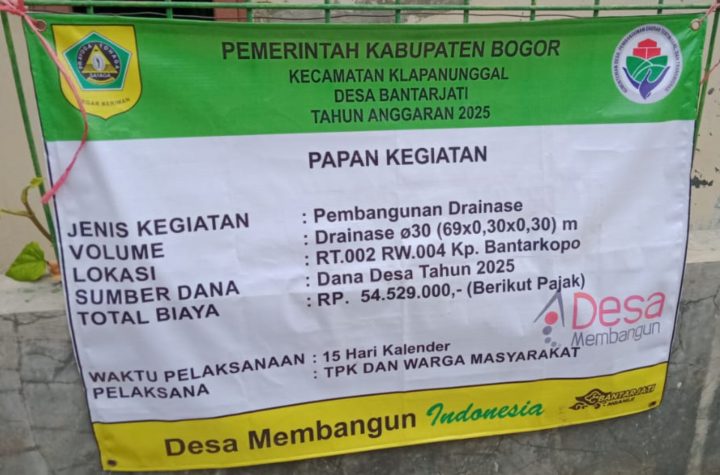 PEMERINTAH KABUPATEN BOGOR
KECAMATAN KLAPANUNGGAL
DESA BANTARJATI
TAHUN ANGGARAN 2025
PAPAN KEGIATAN
JENIS KEGIATAN : Pembangunan Drainase
VOLUME : Drainase ø30 (69x0,30x0,30) m
LOKASI : RT.002 RW.004 Kp. Bantarkopo
SUMBER DANA : Dana Desa Tahun 2025
TOTAL BIAYA : RP. 54.529.000,- (Berikut Pajak)
Desa
Membangun
WAKTU PELAKSANAAN : 15 Hari Kalender
PELAKSANA : TPK DAN WARGA MASYARAKAT
Desa Membangun Indonesia
BANTARJATI